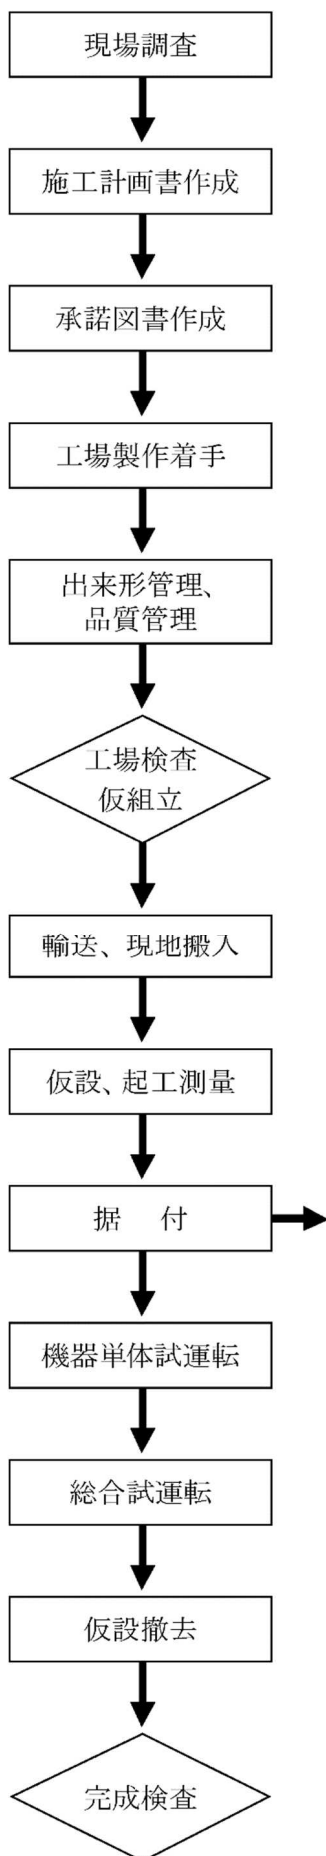 現場調査
施工計画書作成
承諾図書作成
工場製作着手
出来形管理、
品質管理
工場検査
仮組立
輸送、現地搬入
仮設、起工測量
据　付
機器単体試運転
総合試運転
仮設撤去
完成検査